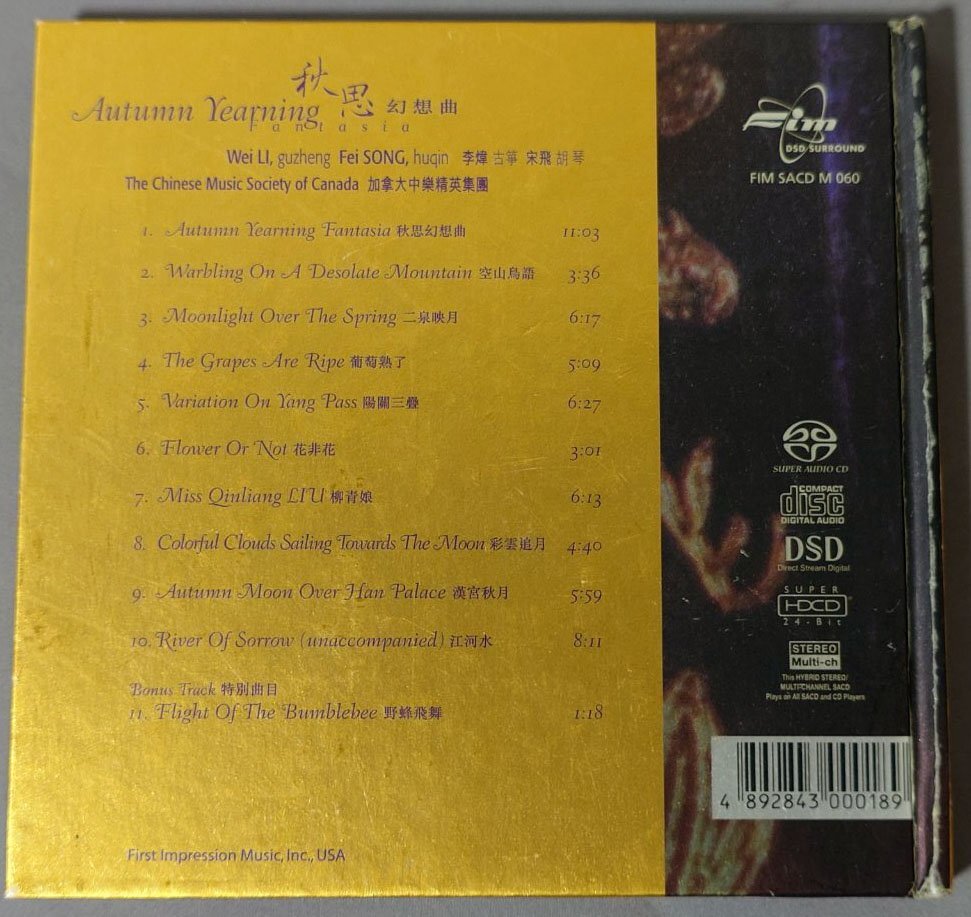 Autumn Yearning 秋思 幻想曲
Fantasia
Wei LI, guzheng Fei SONG, huqin 李煒 古箏 宋飛 胡琴
The Chinese Music Society of Canada 加拿大中樂精英集團
1. Autumn Yearning Fantasia 秋思幻想曲 11:03
2. Warbling On A Desolate Mountain 空山鳥語 3:36
3. Moonlight Over The Spring 二泉映月 6:17
4. The Grapes Are Ripe 葡萄熟了 5:09
5. Variation On Yang Pass 陽關三疊 6:27
6. Flower Or Not 花非花 3:01
7. Miss Qinliang LIU 柳青娘 6:13
8. Colorful Clouds Sailing Towards The Moon 彩雲追月 4:40
9. Autumn Moon Over Han Palace 漢宮秋月 5:59
10. River Of Sorrow (unaccompanied) 江河水 8:11
Bonus Track 特別曲目
11. Flight Of The Bumblebee 野蜂飛舞 1:18
First Impression Music, Inc., USA
fim
DSD SURROUND
FIM SACD M 060
SUPER AUDIO CD
COMPACT
disc
DIGITAL AUDIO
DSD
Direct Stream Digital
SUPER
HDCD
24-Bit
STEREO
Multi-ch
This HYBRID STEREO/
MULTI-CHANNEL SACD
Plays on All SACD and CD Players
4 892843 000189